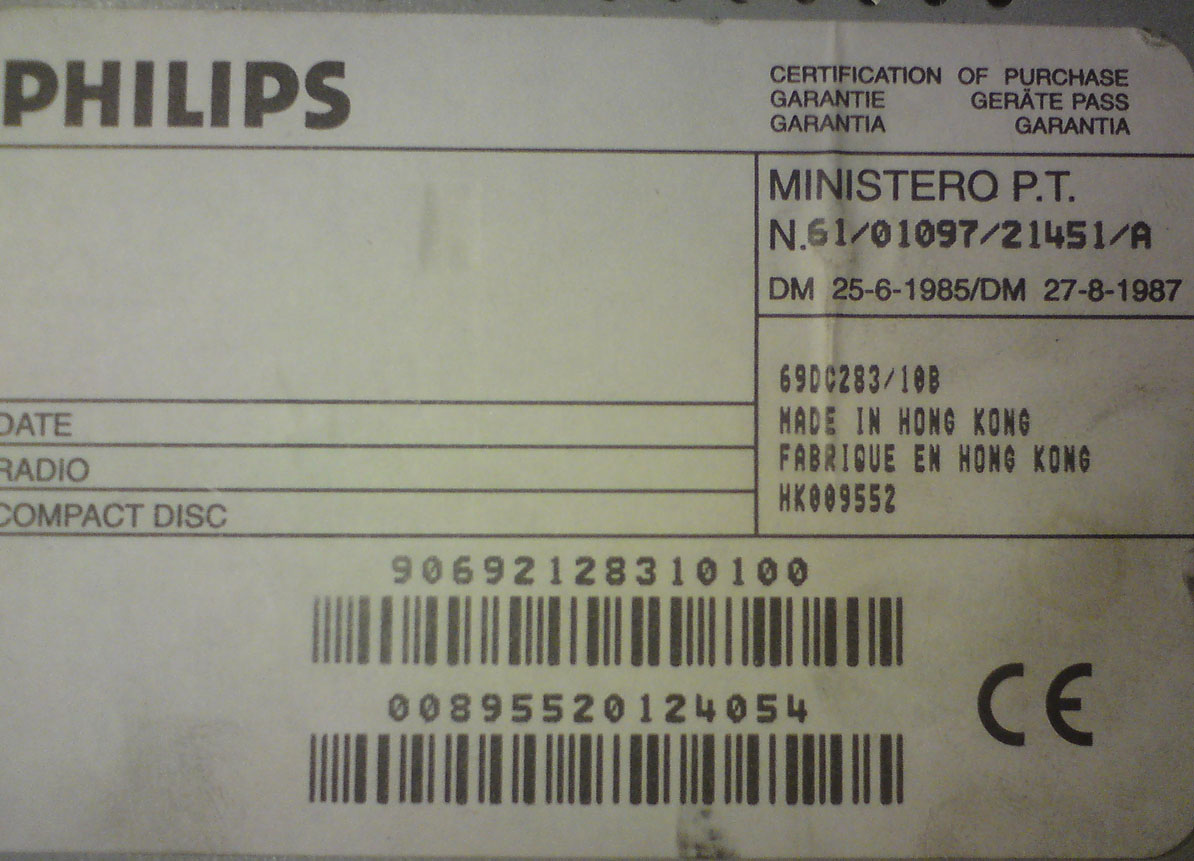 PHILIPS
CERTIFICATION OF PURCHASE
GARANTIE GERÄTE PASS
GARANTIA GARANTIA
MINISTERO P.T.
N.61/01097/21451/A
DM 25-6-1985/DM 27-8-1987
69DC283/10B
MADE IN HONG KONG
FABRIQUE EN HONG KONG
HK009552
DATE
RADIO
COMPACT DISC
90692128310100
00895520124054
CE